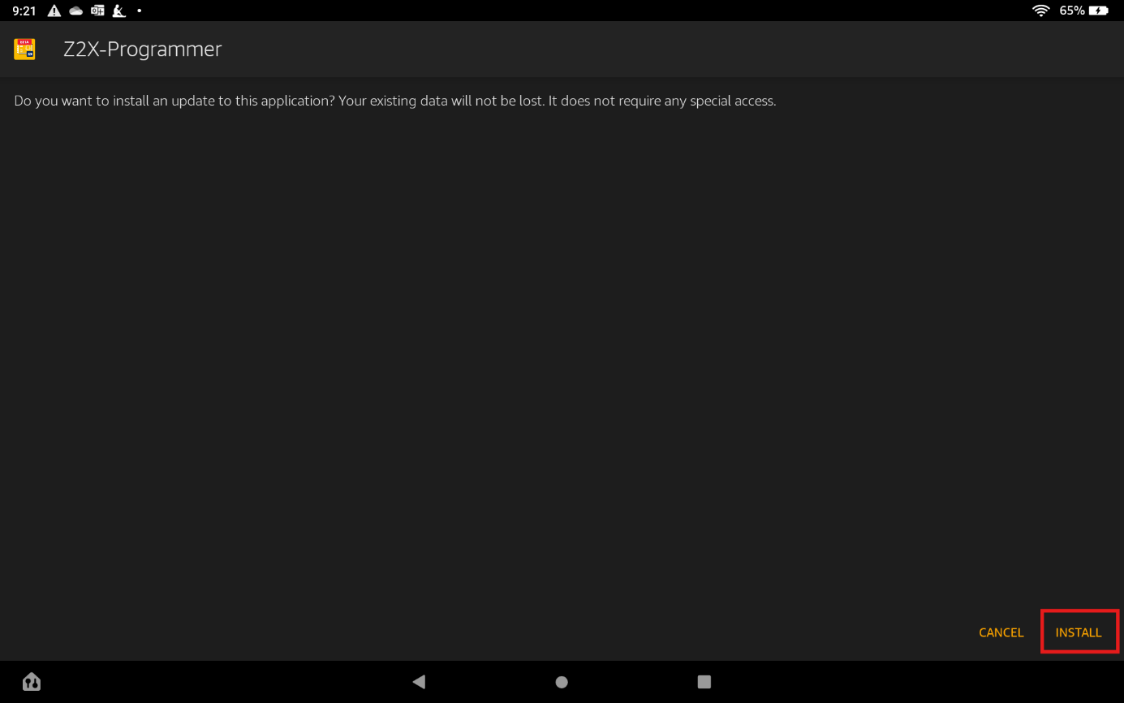 9:21
65%
Z2X-Programmer
Do you want to install an update to this application? Your existing data will not be lost. It does not require any special access.
CANCEL
INSTALL